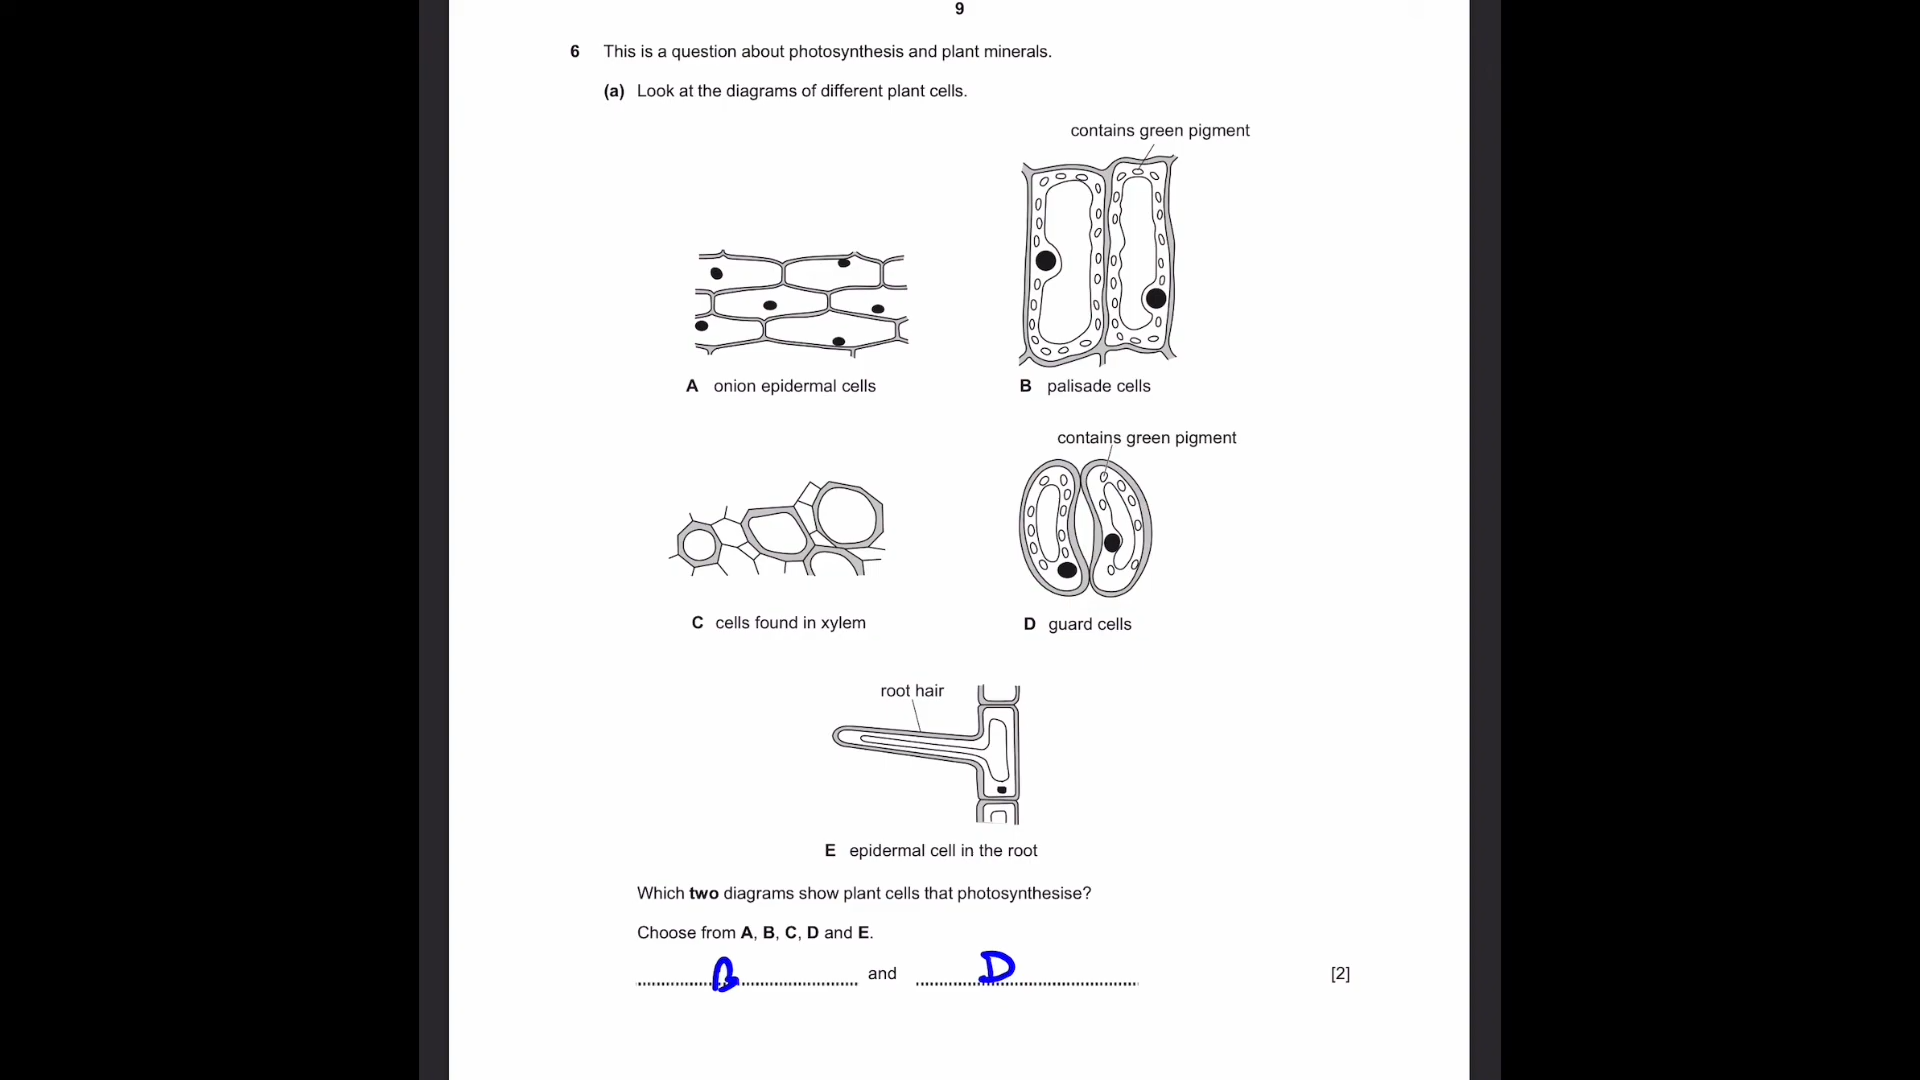 9
6 This is a question about photosynthesis and plant minerals.
(a) Look at the diagrams of different plant cells.
contains green pigment
A onion epidermal cells
B palisade cells
contains green pigment
C cells found in xylem
D guard cells
root hair
E epidermal cell in the root
Which two diagrams show plant cells that photosynthesise?
Choose from A, B, C, D and E.
B and D [2]